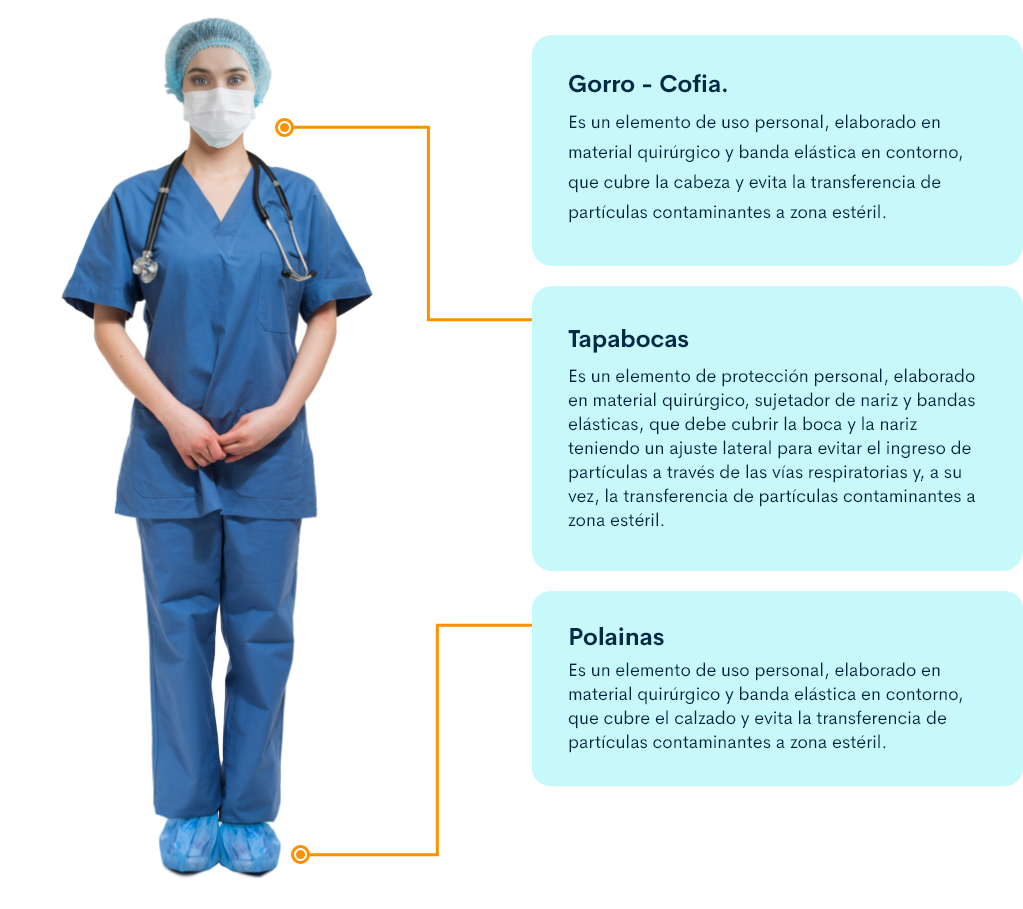 Gorro - Cofia.
Es un elemento de uso personal, elaborado en
material quirúrgico y banda elástica en contorno,
que cubre la cabeza y evita la transferencia de
partículas contaminantes a zona estéril.
Tapabocas
Es un elemento de protección personal, elaborado
en material quirúrgico, sujetador de nariz y bandas
elásticas, que debe cubrir la boca y la nariz
teniendo un ajuste lateral para evitar el ingreso de
partículas a través de las vías respiratorias y, a su
vez, la transferencia de partículas contaminantes a
zona estéril.
Polainas
Es un elemento de uso personal, elaborado en
material quirúrgico y banda elástica en contorno,
que cubre el calzado y evita la transferencia de
partículas contaminantes a zona estéril.